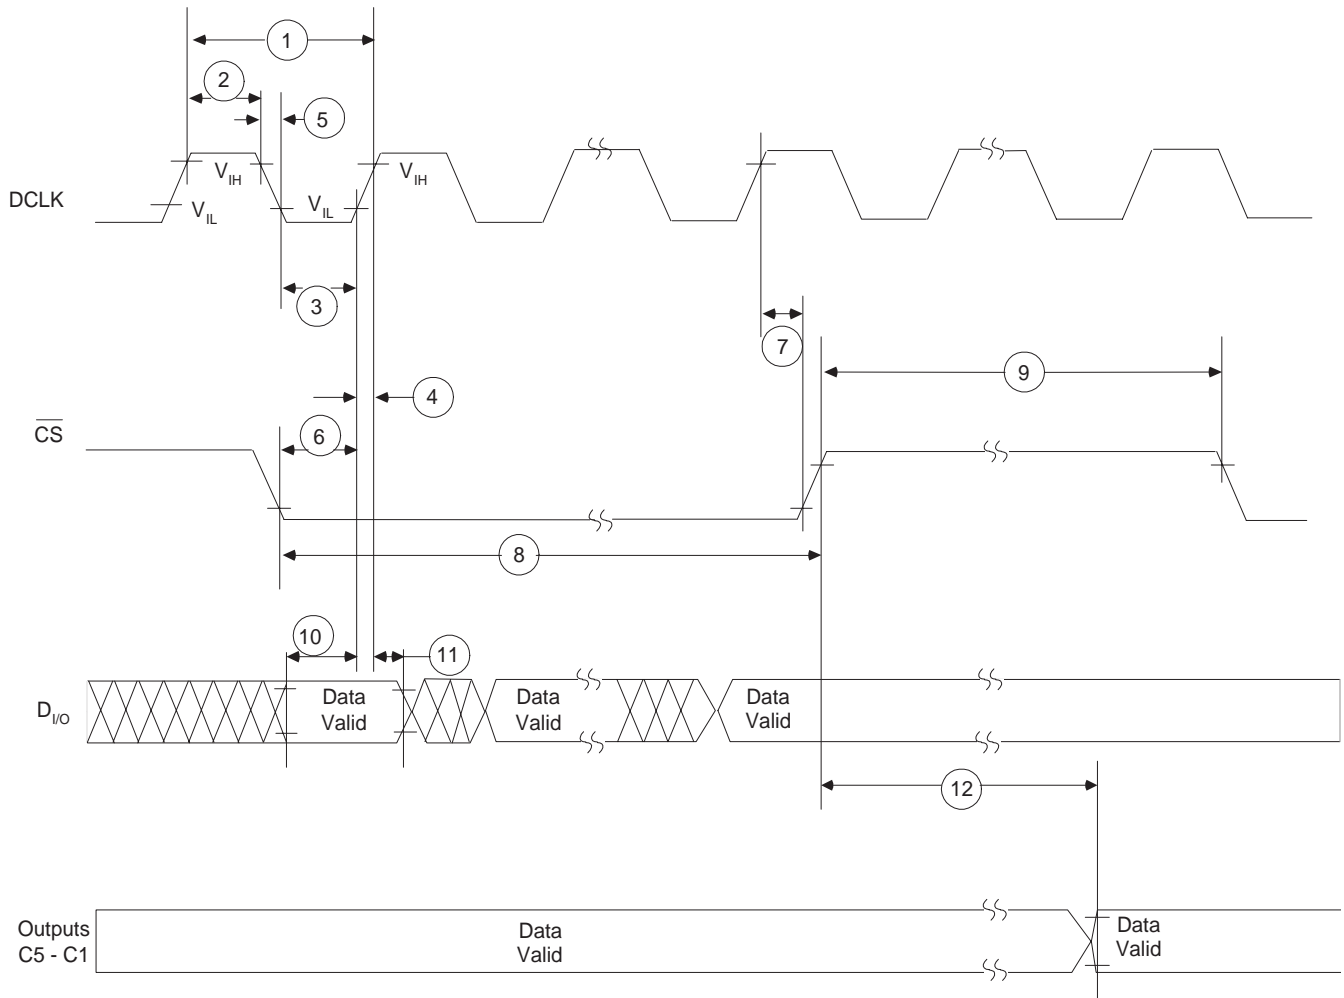 1
2
5
V_IH
V_IH
DCLK
V_IL
V_IL
3
7
4
9
C̅S̅
6
8
10
11
D_I/O
Data
Valid
Data
Valid
Data
Valid
12
Outputs
C5 - C1
Data
Valid
Data
Valid